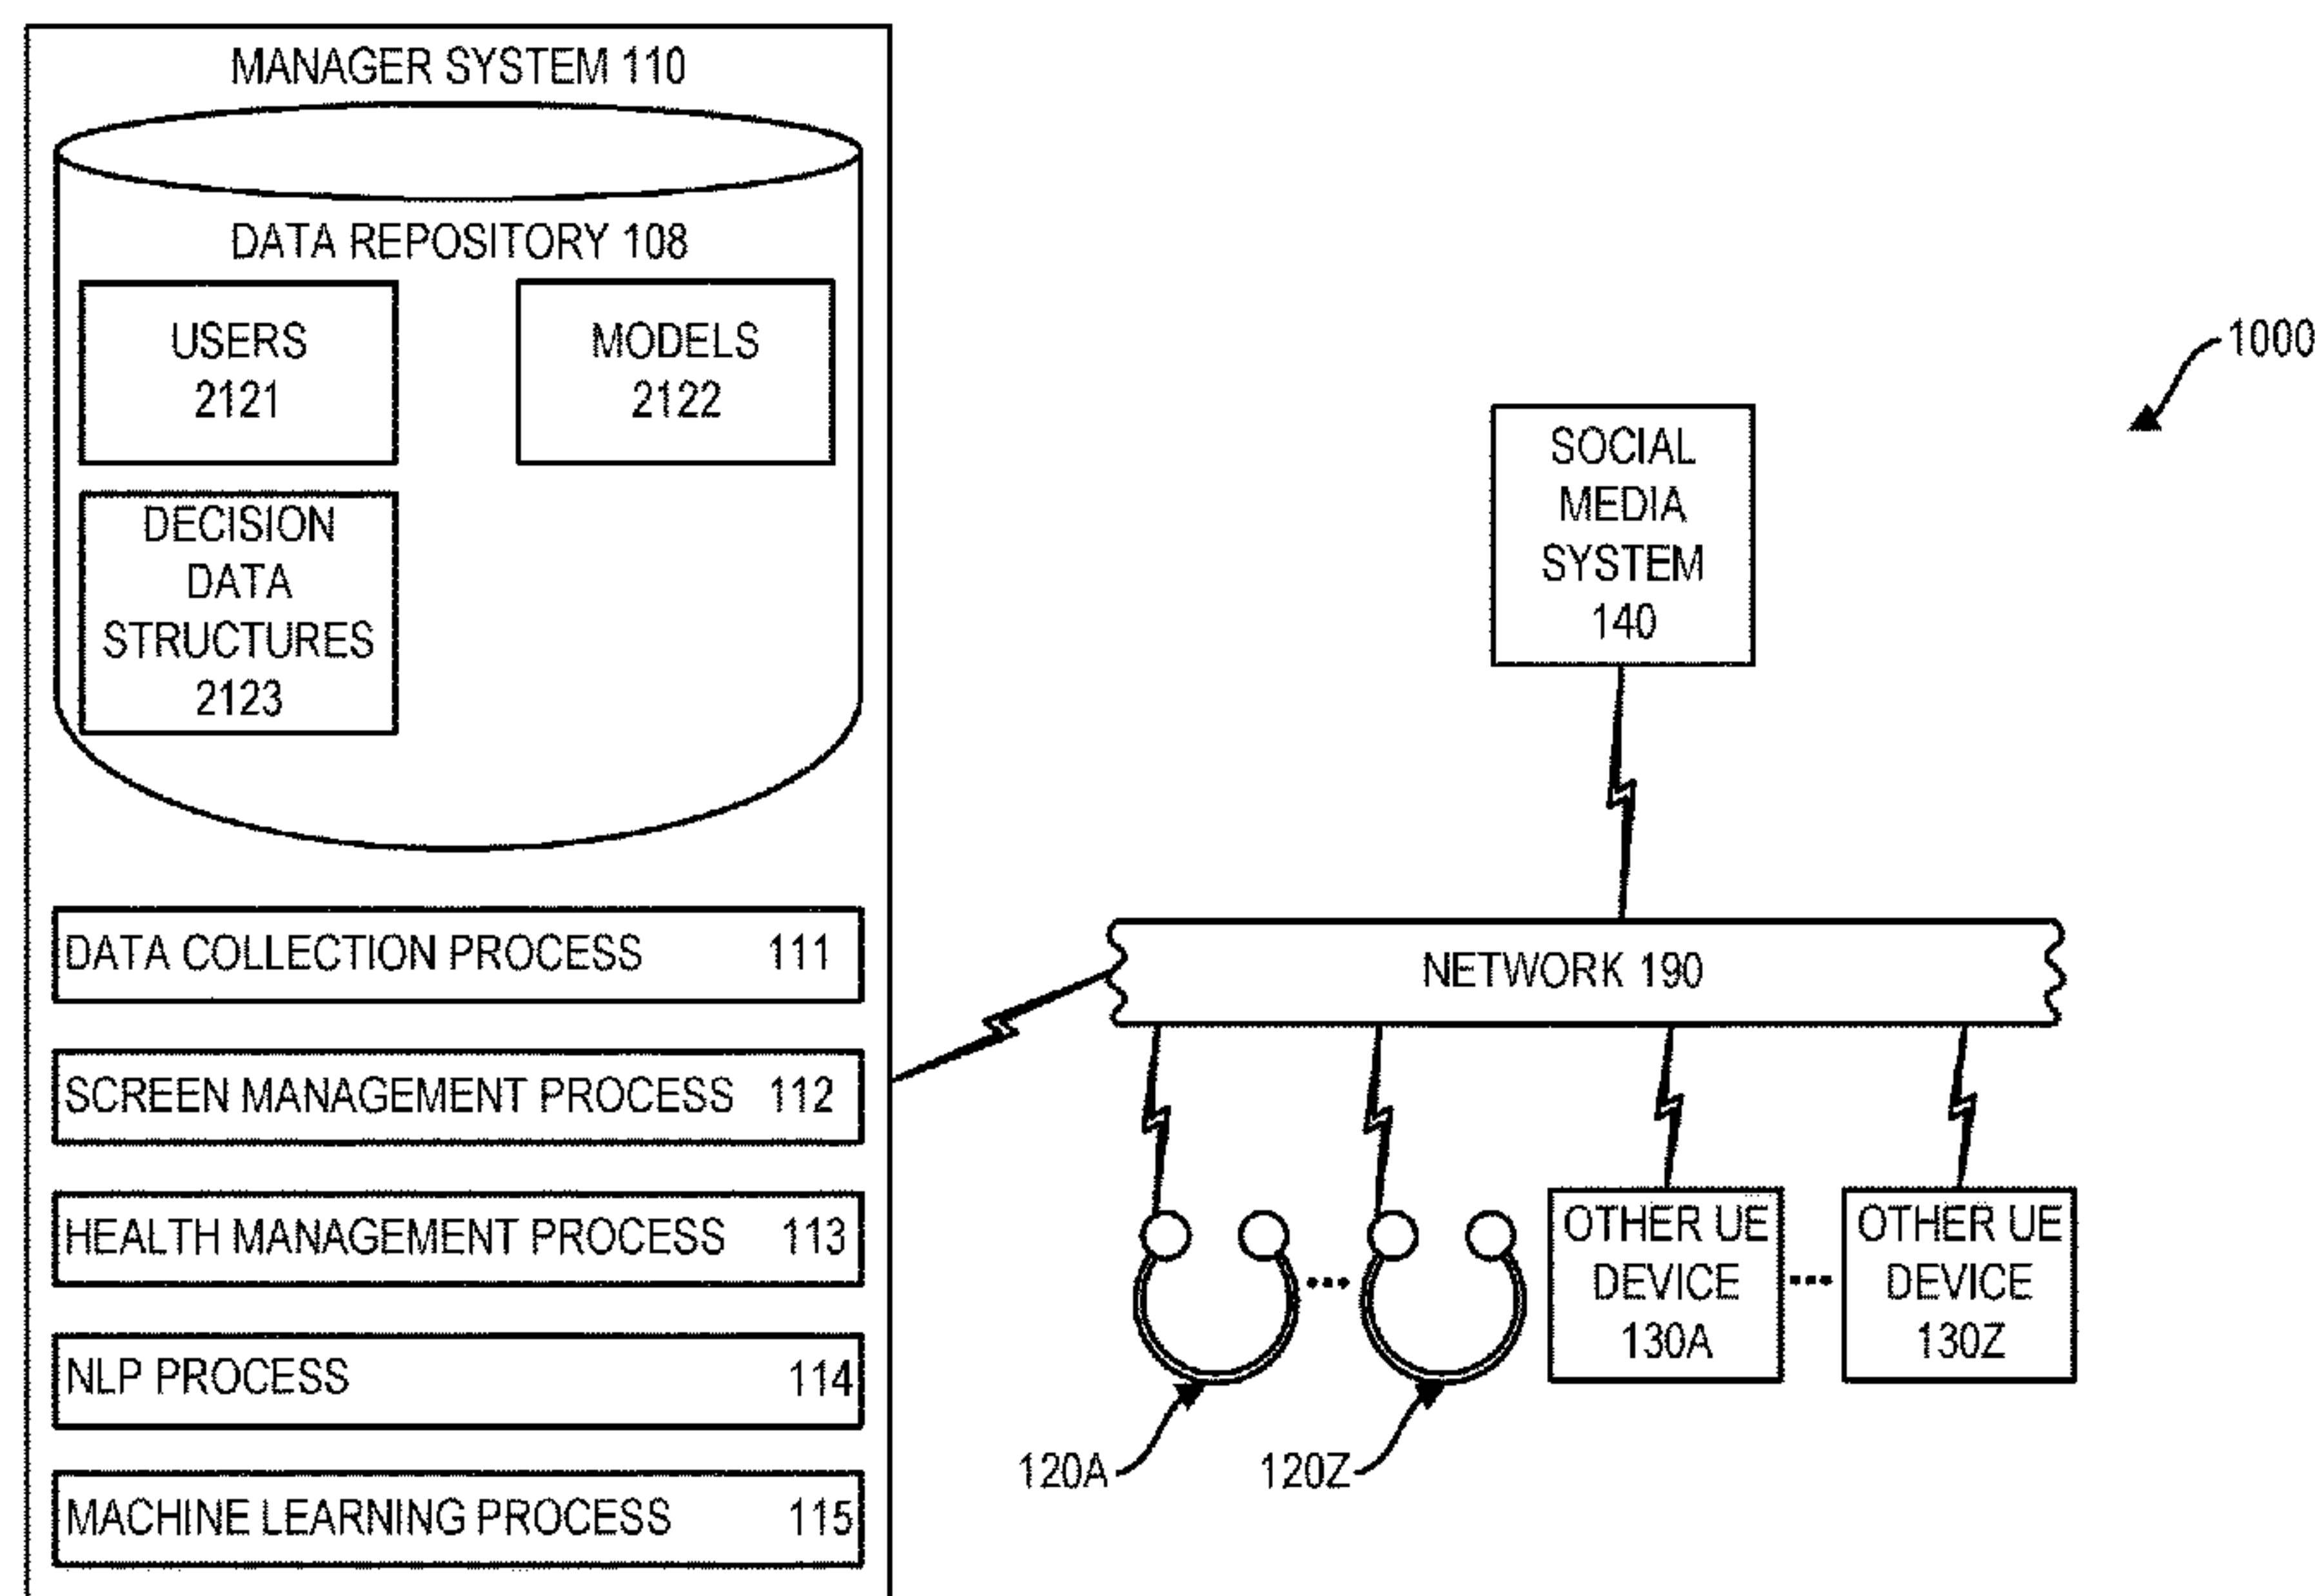 MANAGER SYSTEM 110
DATA REPOSITORY 108
USERS
2121
MODELS
2122
DECISION
DATA
STRUCTURES
2123
DATA COLLECTION PROCESS 111
SCREEN MANAGEMENT PROCESS 112
HEALTH MANAGEMENT PROCESS 113
NLP PROCESS 114
MACHINE LEARNING PROCESS 115
1000
SOCIAL
MEDIA
SYSTEM
140
NETWORK 190
OTHER UE
DEVICE
130A
OTHER UE
DEVICE
130Z
120A
120Z